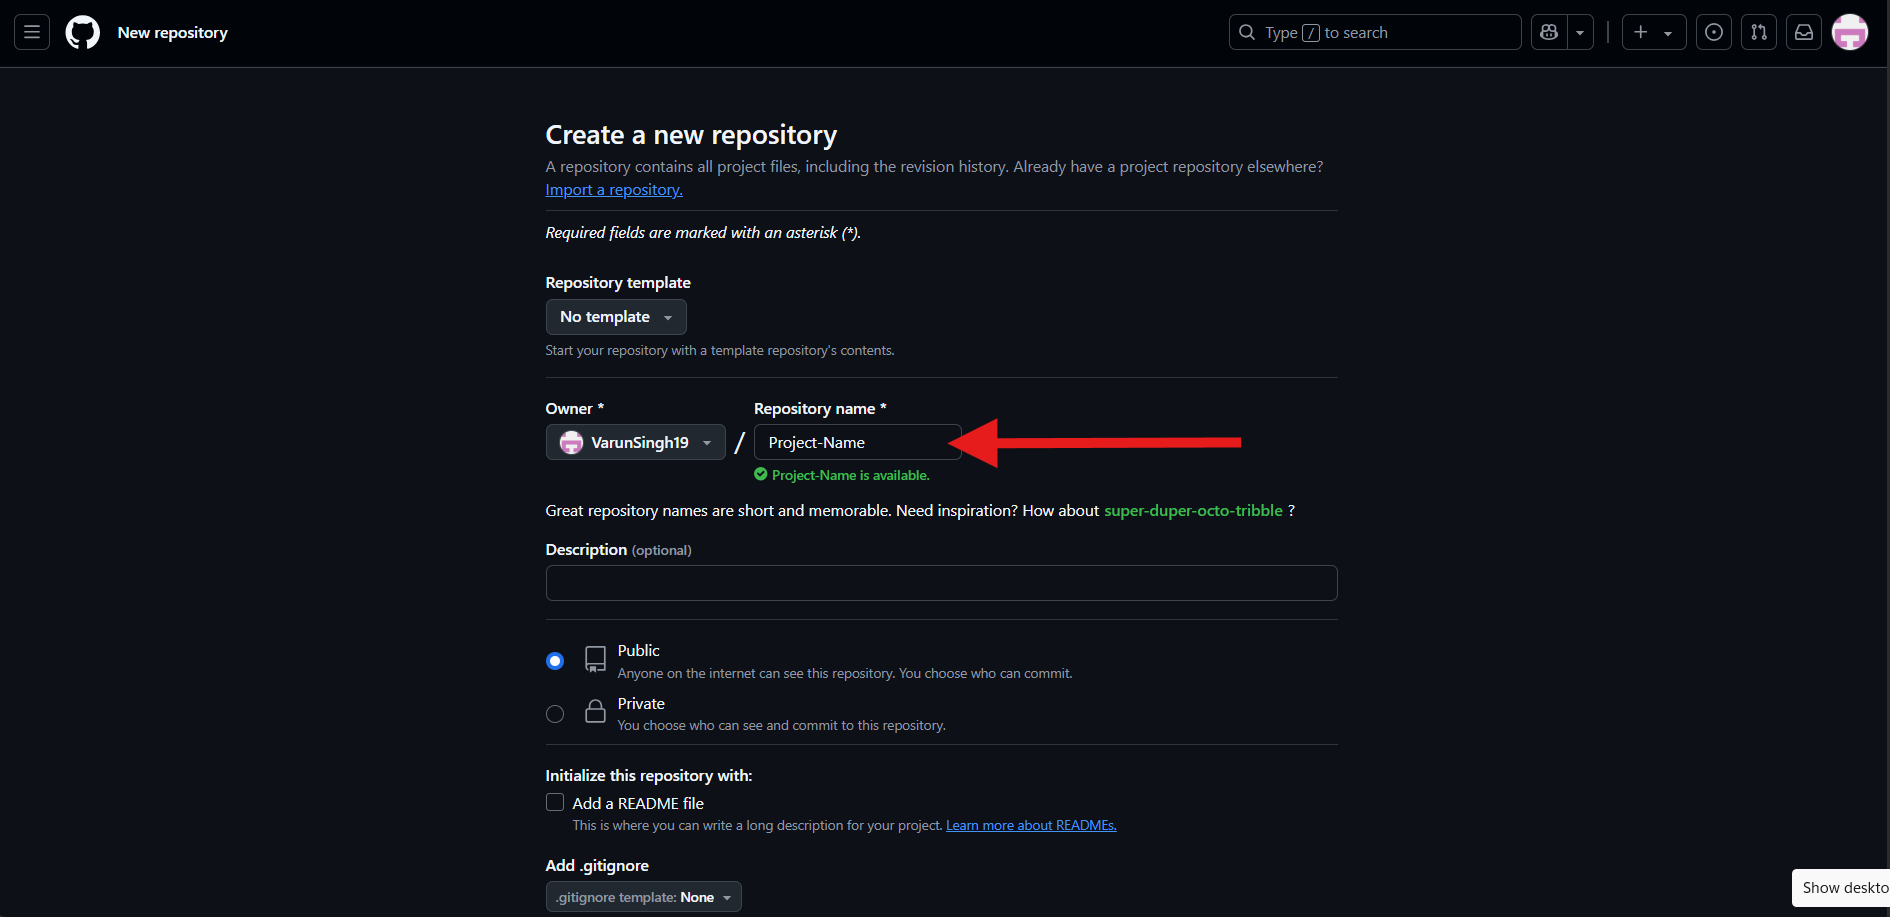 New repository
Type / to search
Create a new repository
A repository contains all project files, including the revision history. Already have a project repository elsewhere?
Import a repository.
Required fields are marked with an asterisk (*).
Repository template
No template
Start your repository with a template repository's contents.
Owner * Repository name *
VarunSingh19 / Project-Name
Project-Name is available.
Great repository names are short and memorable. Need inspiration? How about super-duper-octo-tribble ?
Description (optional)
Public
Anyone on the internet can see this repository. You choose who can commit.
Private
You choose who can see and commit to this repository.
Initialize this repository with:
Add a README file
This is where you can write a long description for your project. Learn more about READMEs.
Add .gitignore
.gitignore template: None
Show deskto